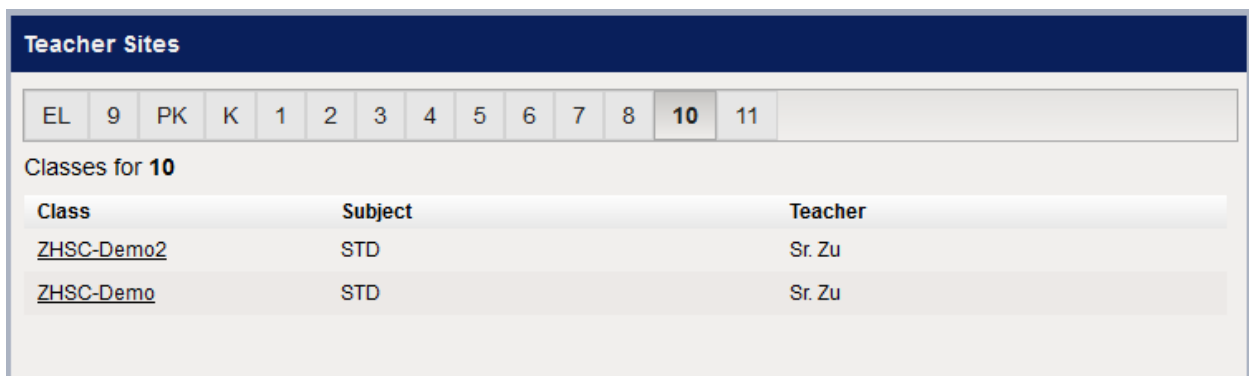 Teacher Sites
EL 9 PK K 1 2 3 4 5 6 7 8 10 11
Classes for 10
Class Subject Teacher
ZHSC-Demo2 STD Sr. Zu
ZHSC-Demo STD Sr. Zu